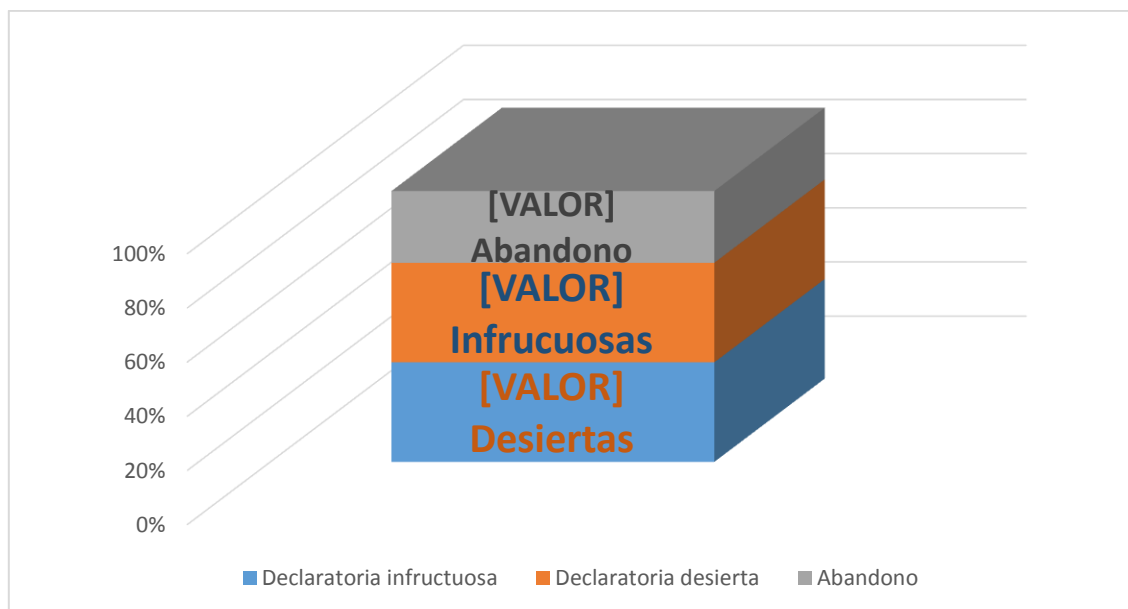 [VALOR]
Abandono
100%
[VALOR]
80%
Infrucuosas
60%
[VALOR]
40%
Desiertas
20%
0%
Declaratoria infructuosa
Declaratoria desierta
Abandono